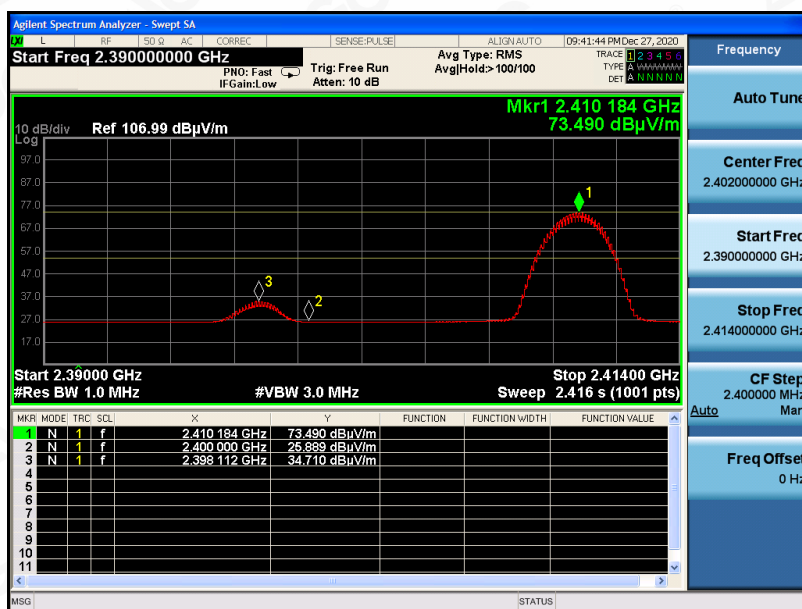 Agilent Spectrum Analyzer - Swept SA
LXI L RF 50 Ω AC CORREC SENSE:PULSE ALIGN AUTO 09:41:44 PM Dec 27, 2020
Start Freq 2.390000000 GHz
PNO: Fast
IFGain:Low
Trig: Free Run
Atten: 10 dB
Avg Type: RMS
Avg|Hold:>100/100
TRACE 1 2 3 4 5 6
TYPE A WWWWW
DET A N N N N N
Mkr1 2.410 184 GHz
73.490 dBµV/m
10 dB/div Ref 106.99 dBµV/m
Log
97.0
87.0
77.0
67.0
57.0
47.0
37.0
27.0
17.0
1
3
2
Start 2.39000 GHz Stop 2.41400 GHz
#Res BW 1.0 MHz #VBW 3.0 MHz Sweep 2.416 s (1001 pts)
MKR MODE TRC SCL X Y FUNCTION FUNCTION WIDTH FUNCTION VALUE
1 N 1 f 2.410 184 GHz 73.490 dBµV/m
2 N 1 f 2.400 000 GHz 25.889 dBµV/m
3 N 1 f 2.398 112 GHz 34.710 dBµV/m
4
5
6
7
8
9
10
11
MSG STATUS
Frequency
Auto Tune
Center Freq
2.402000000 GHz
Start Freq
2.390000000 GHz
Stop Freq
2.414000000 GHz
CF Step
2.400000 MHz
Auto Man
Freq Offset
0 Hz